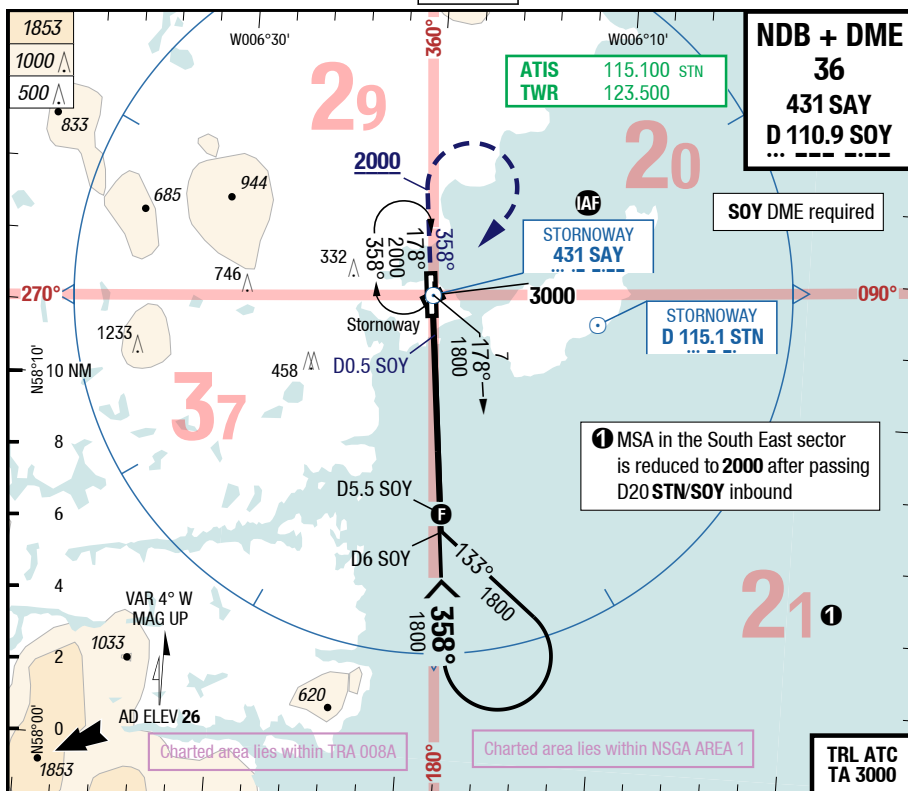 1853
1000
500
833
W006°30'
360°
W006°10'
ATIS 115.100 STN
TWR 123.500
NDB + DME
36
431 SAY
D 110.9 SOY
29
20
2000
685
944
IAF
SOY DME required
STORNOWAY
431 SAY
358°
178°
2000
358°
332
746
270°
3000
090°
Stornoway
STORNOWAY
D 115.1 STN
1233
D0.5 SOY
178°
1800
7
N58°10'
10 NM
458
37
8
6
4
2
0
1 MSA in the South East sector
is reduced to 2000 after passing
D20 STN/SOY inbound
D5.5 SOY
F
D6 SOY
133°
1800
VAR 4° W
MAG UP
358°
1800
21 1
1033
620
AD ELEV 26
N58°00'
1853
Charted area lies within TRA 008A
180°
Charted area lies within NSGA AREA 1
TRL ATC
TA 3000